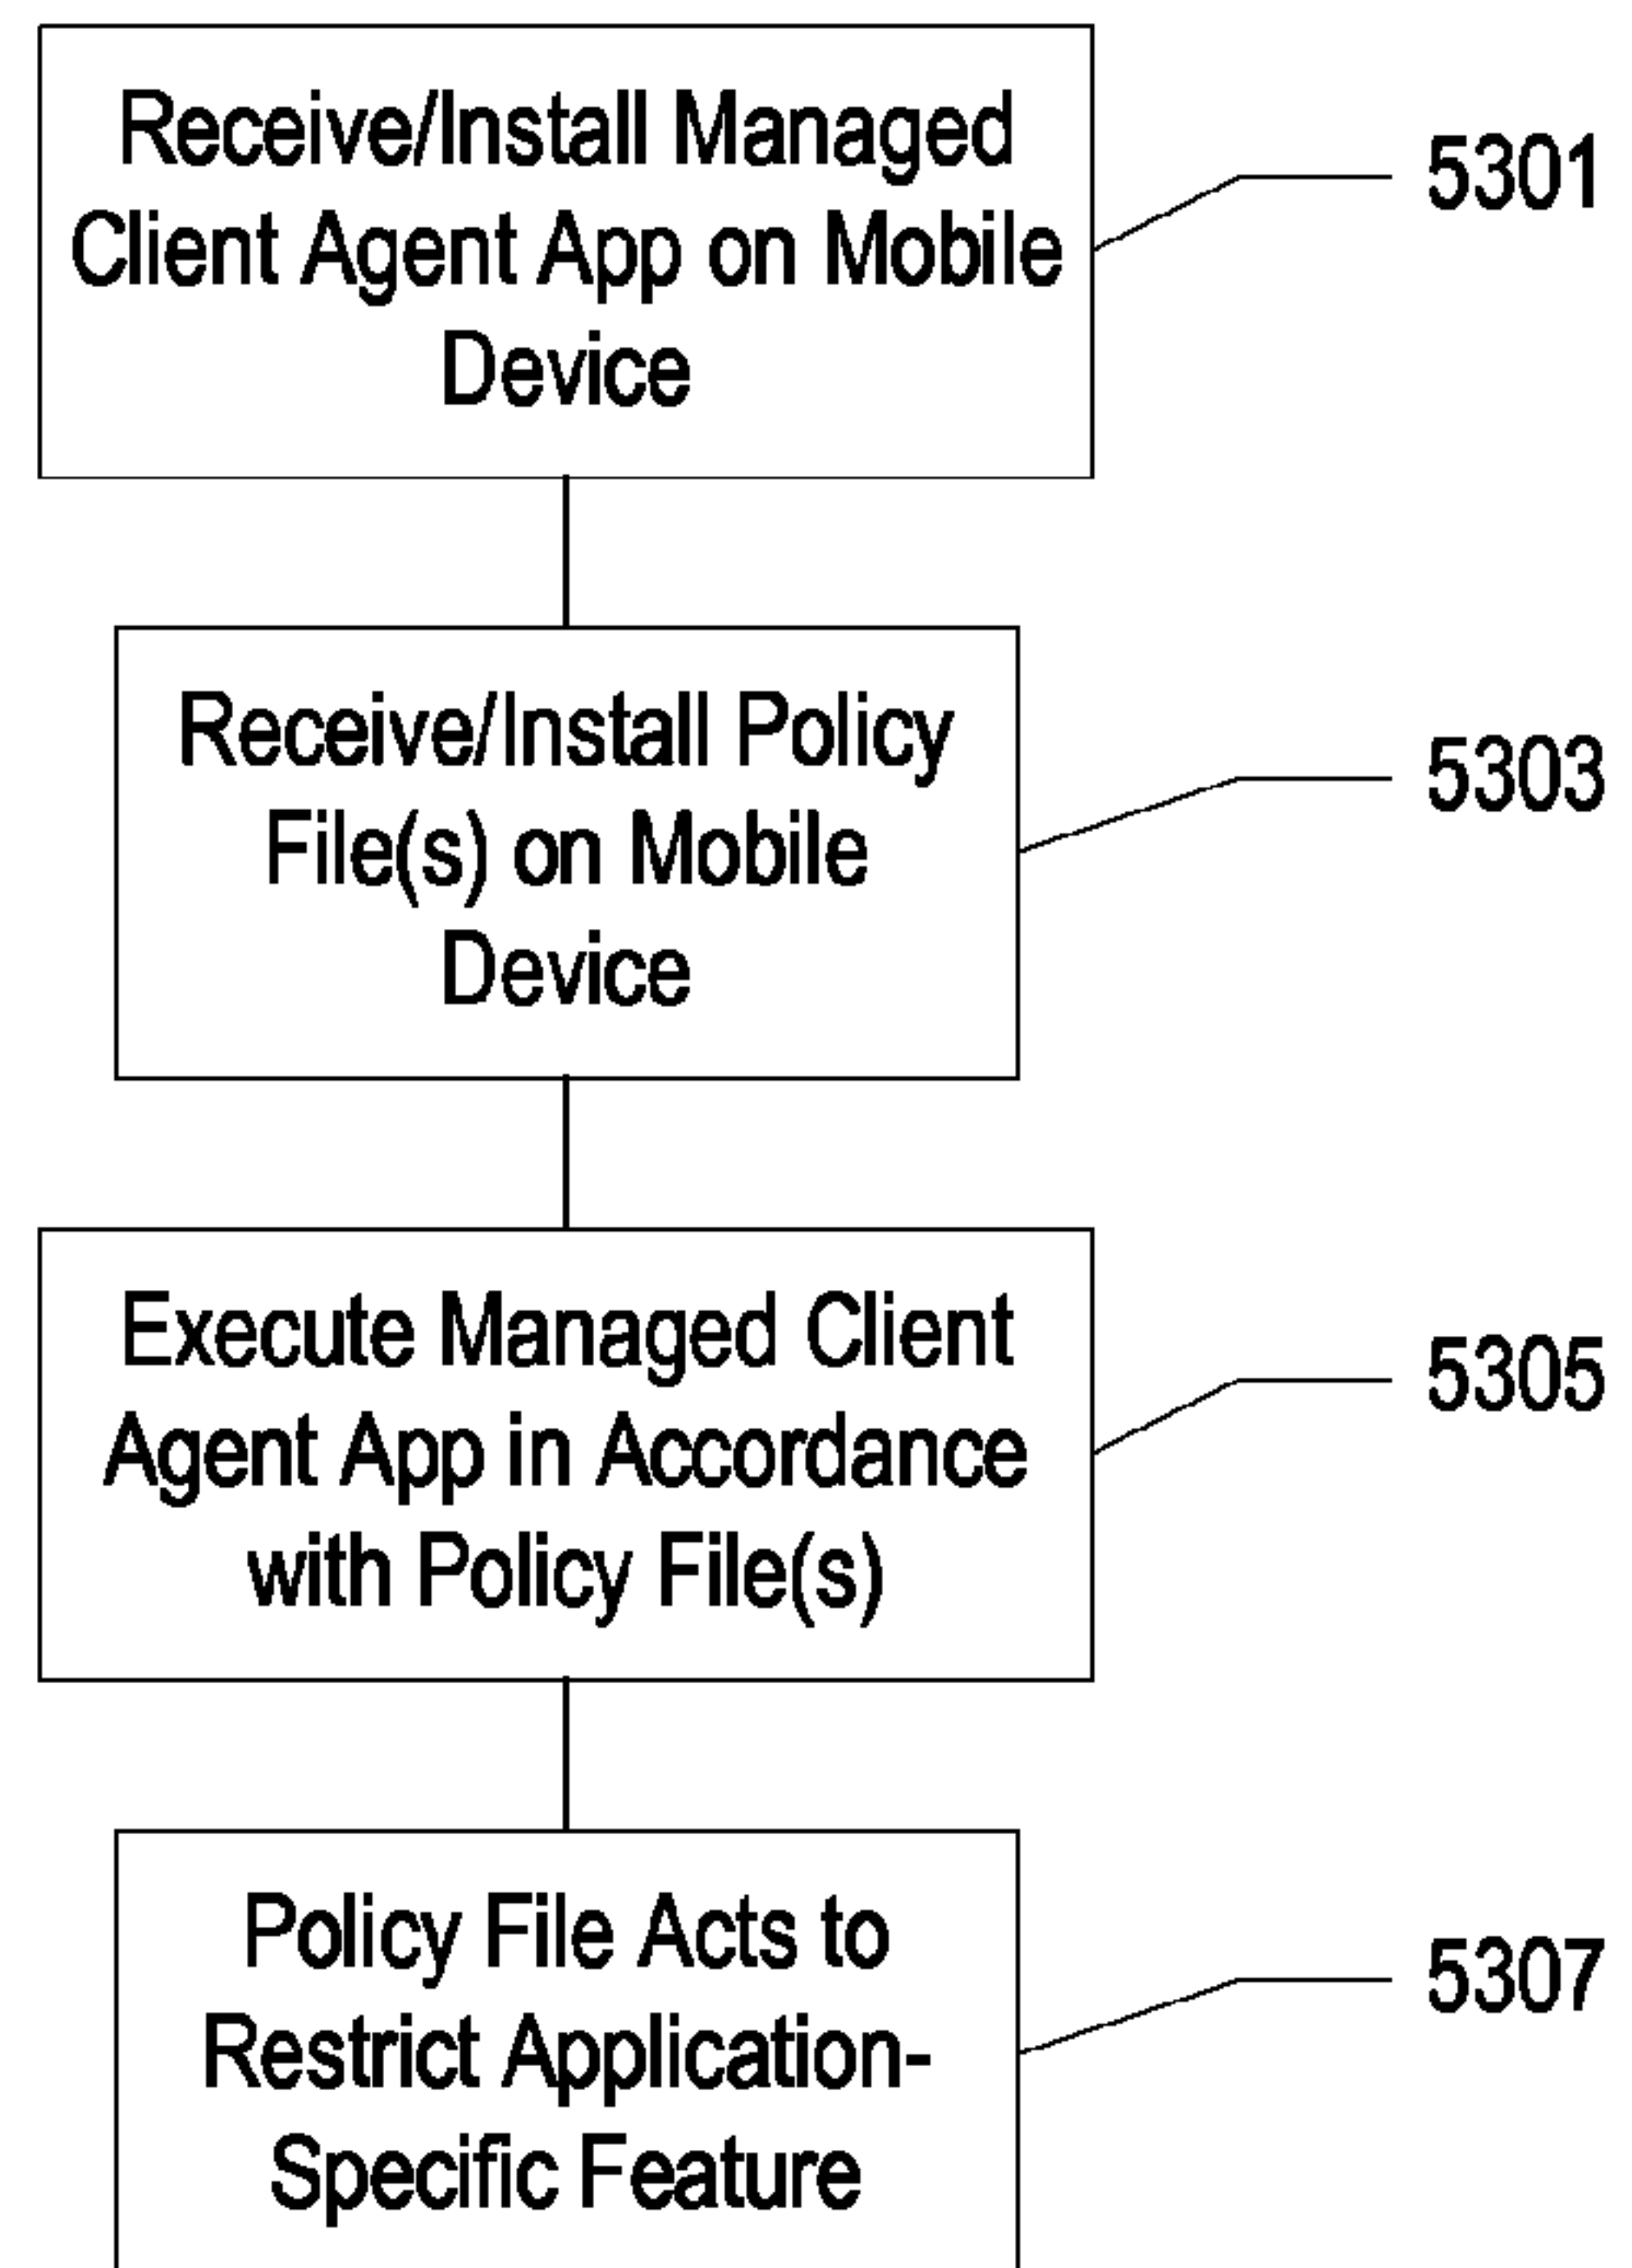 Receive/Install Managed
Client Agent App on Mobile
Device
5301
Receive/Install Policy
File(s) on Mobile
Device
5303
Execute Managed Client
Agent App in Accordance
with Policy File(s)
5305
Policy File Acts to
Restrict Application-
Specific Feature
5307